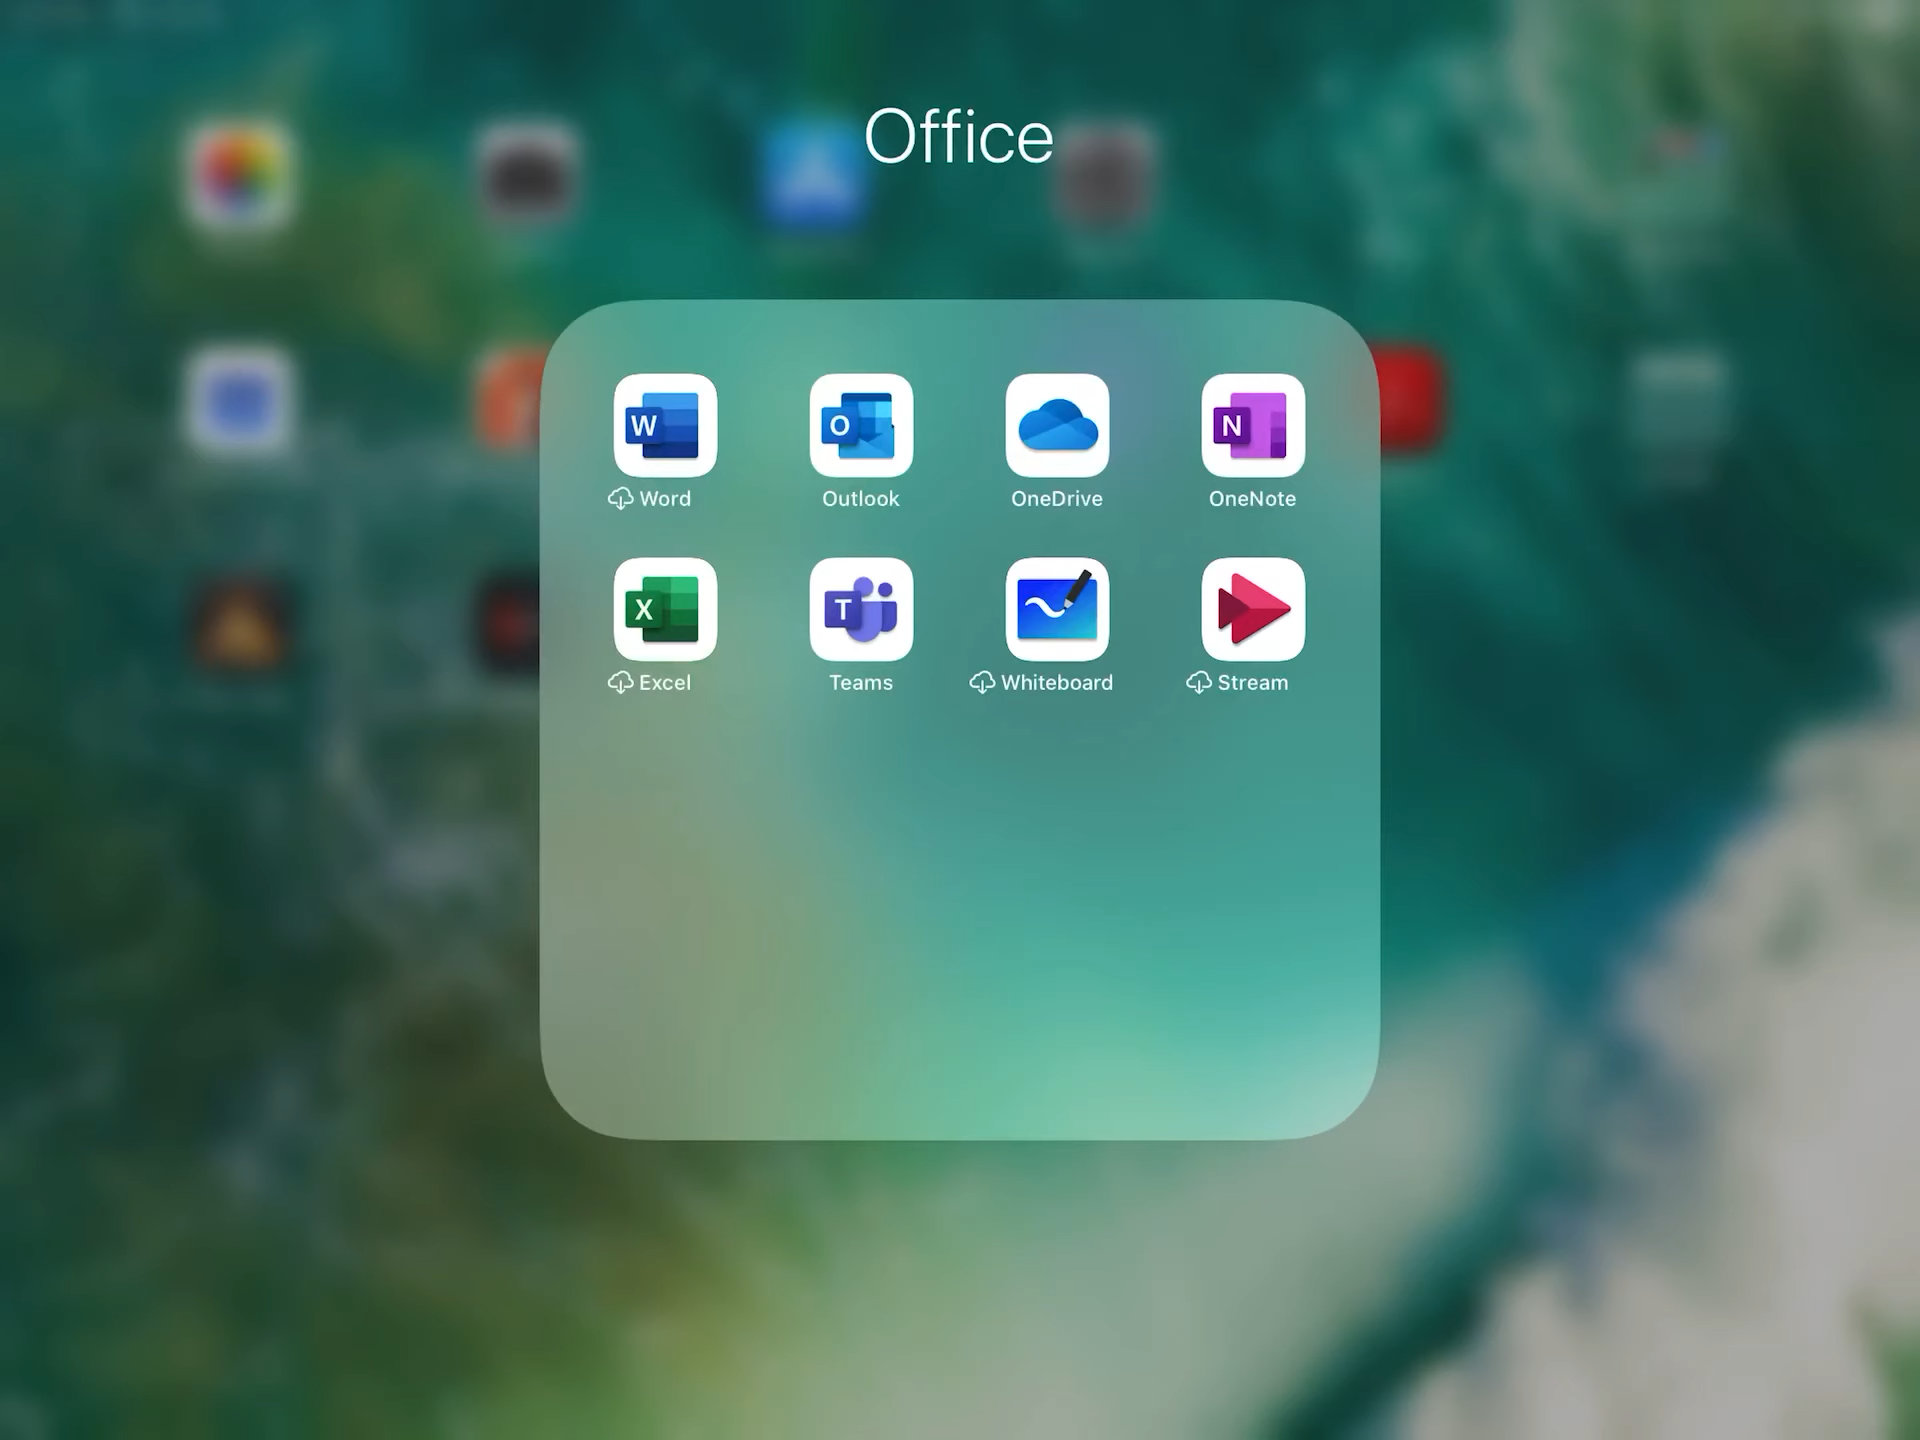 Office
W
O
N
Word
Outlook
OneDrive
OneNote
X
T
Excel
Teams
Whiteboard
Stream